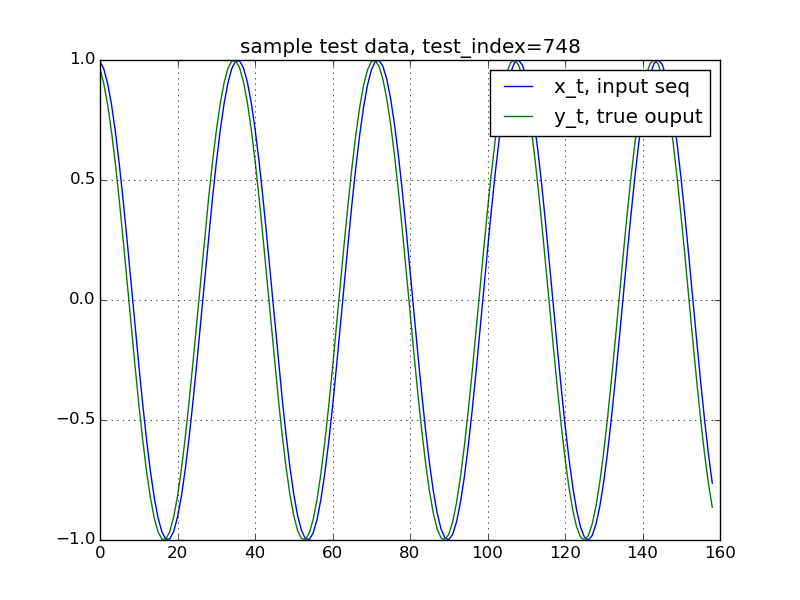 sample test data, test_index=748
1.0
x_t, input seq
y_t, true ouput
0.5
0.0
−0.5
−1.0
0 20 40 60 80 100 120 140 160